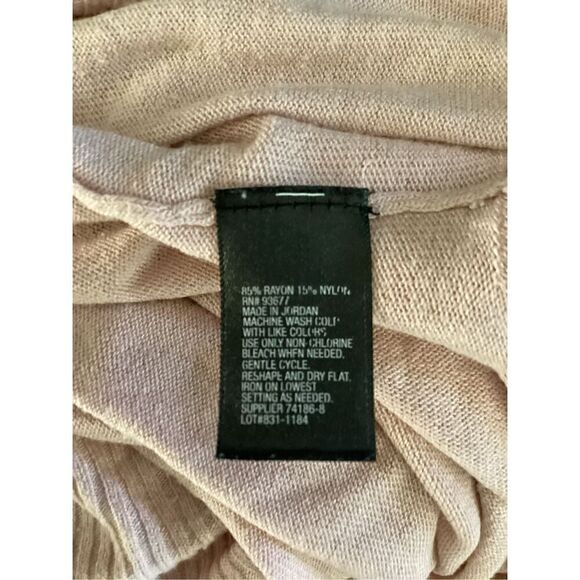 85% RAYON 15% NYLON
RN# 93677
MADE IN JORDAN
MACHINE WASH COLD
WITH LIKE COLORS
USE ONLY NON-CHLORINE
BLEACH WHEN NEEDED.
GENTLE CYCLE.
RESHAPE AND DRY FLAT.
IRON ON LOWEST
SETTING AS NEEDED.
SUPPLIER 74186-8
LOT#831-1184